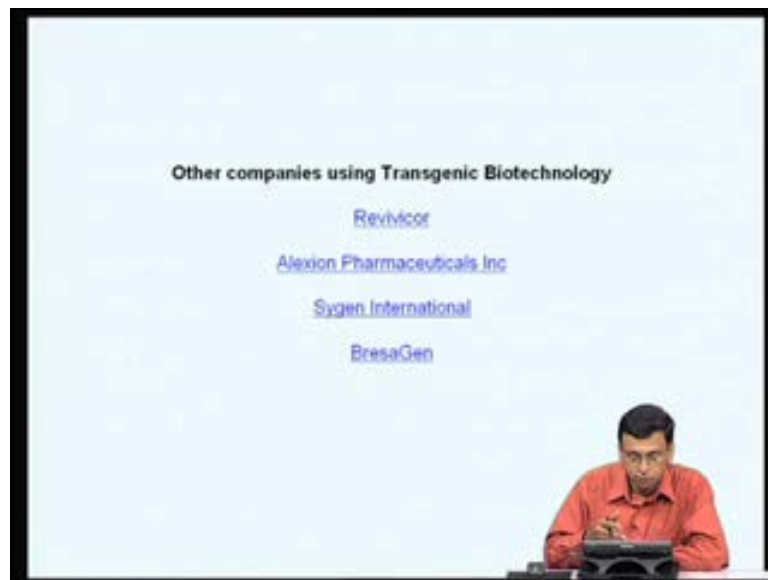 Other companies using Transgenic Biotechnology
Revivicor
Alexion Pharmaceuticals Inc
Sygen International
BresaGen